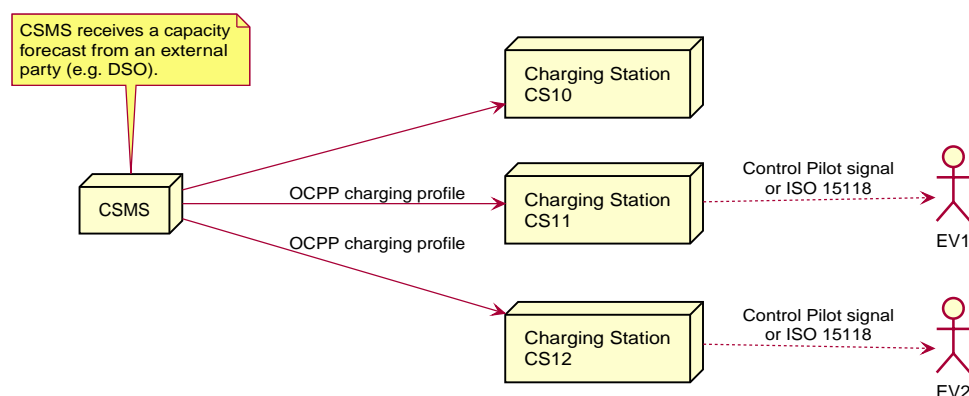 CSMS receives a capacity
forecast from an external
party (e.g. DSO).
Charging Station
CS10
CSMS
OCPP charging profile
Charging Station
CS11
Control Pilot signal
or ISO 15118
EV1
OCPP charging profile
Charging Station
CS12
Control Pilot signal
or ISO 15118
EV2